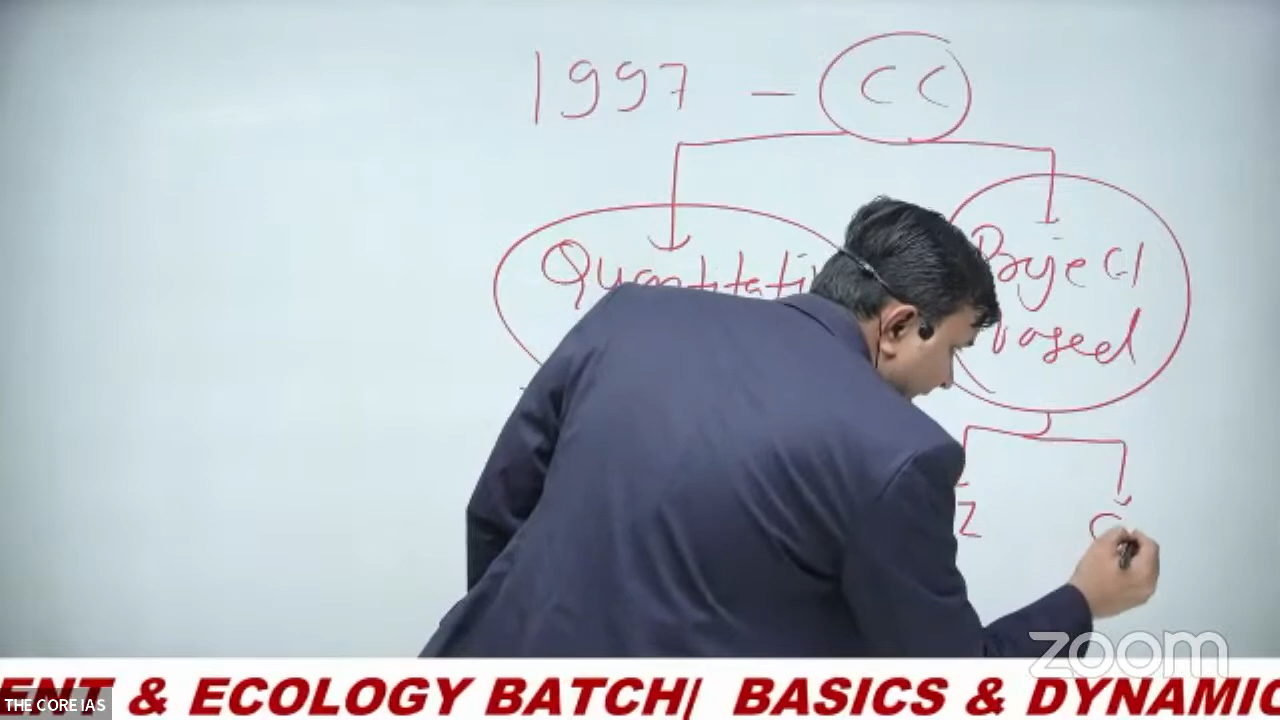 1997 – CC
Quantitati
Project
based
zoom
ENT & ECOLOGY BATCH/ BASICS & DYNAMIC
THE CORE IAS